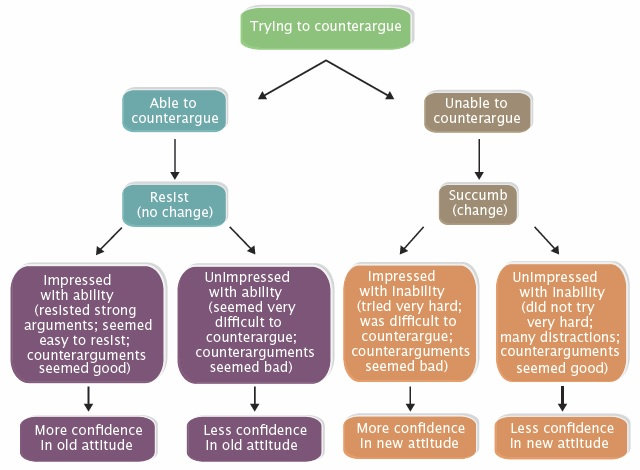 Trying to counterargue
Able to
counterargue
Unable to
counterargue
Resist
(no change)
Succumb
(change)
Impressed
with ability
(resisted strong
arguments; seemed
easy to resist;
counterarguments
seemed good)
Unimpressed
with ability
(seemed very
difficult to
counterargue;
counterarguments
seemed bad)
Impressed
with inability
(tried very hard;
was difficult to
counterargue;
counterarguments
seemed bad)
Unimpressed
with inability
(did not try
very hard;
many distractions;
counterarguments
seemed good)
More confidence
in old attitude
Less confidence
in old attitude
More confidence
in new attitude
Less confidence
in new attitude